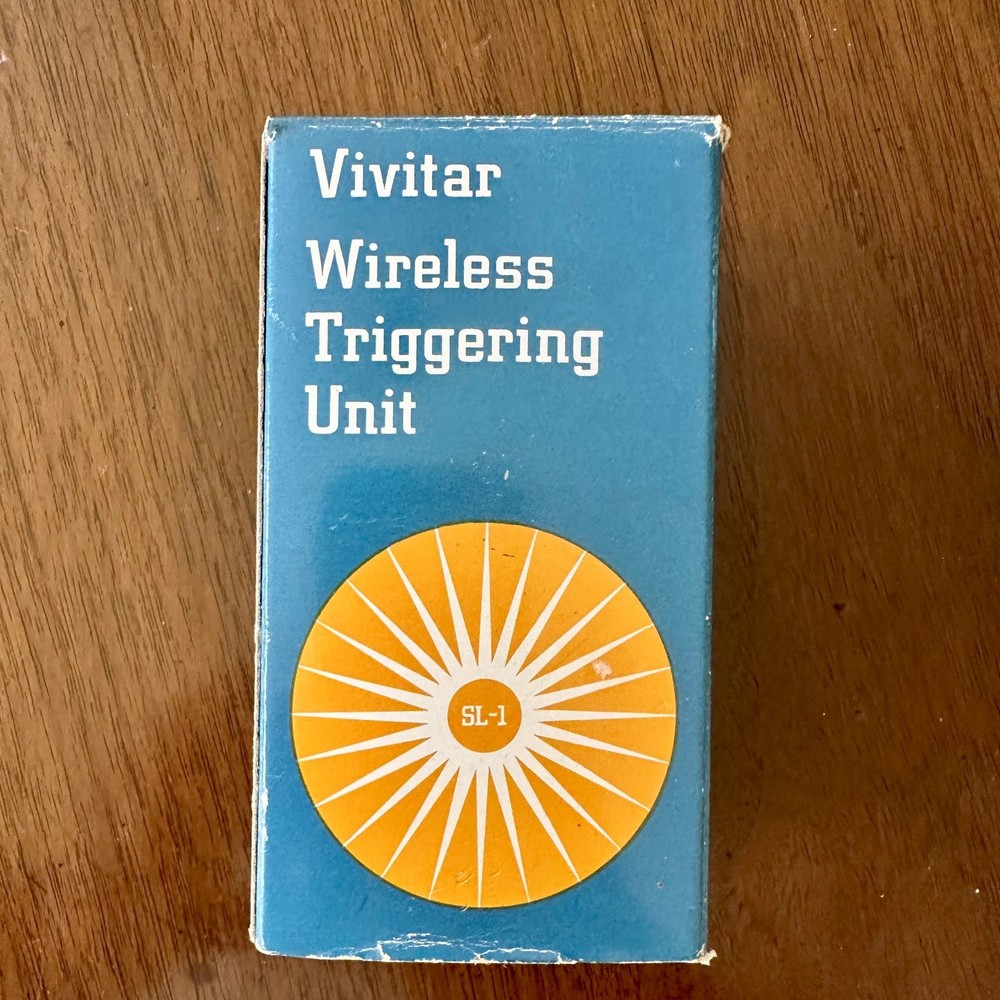 Vivitar
Wireless
Triggering
Unit
SL-1